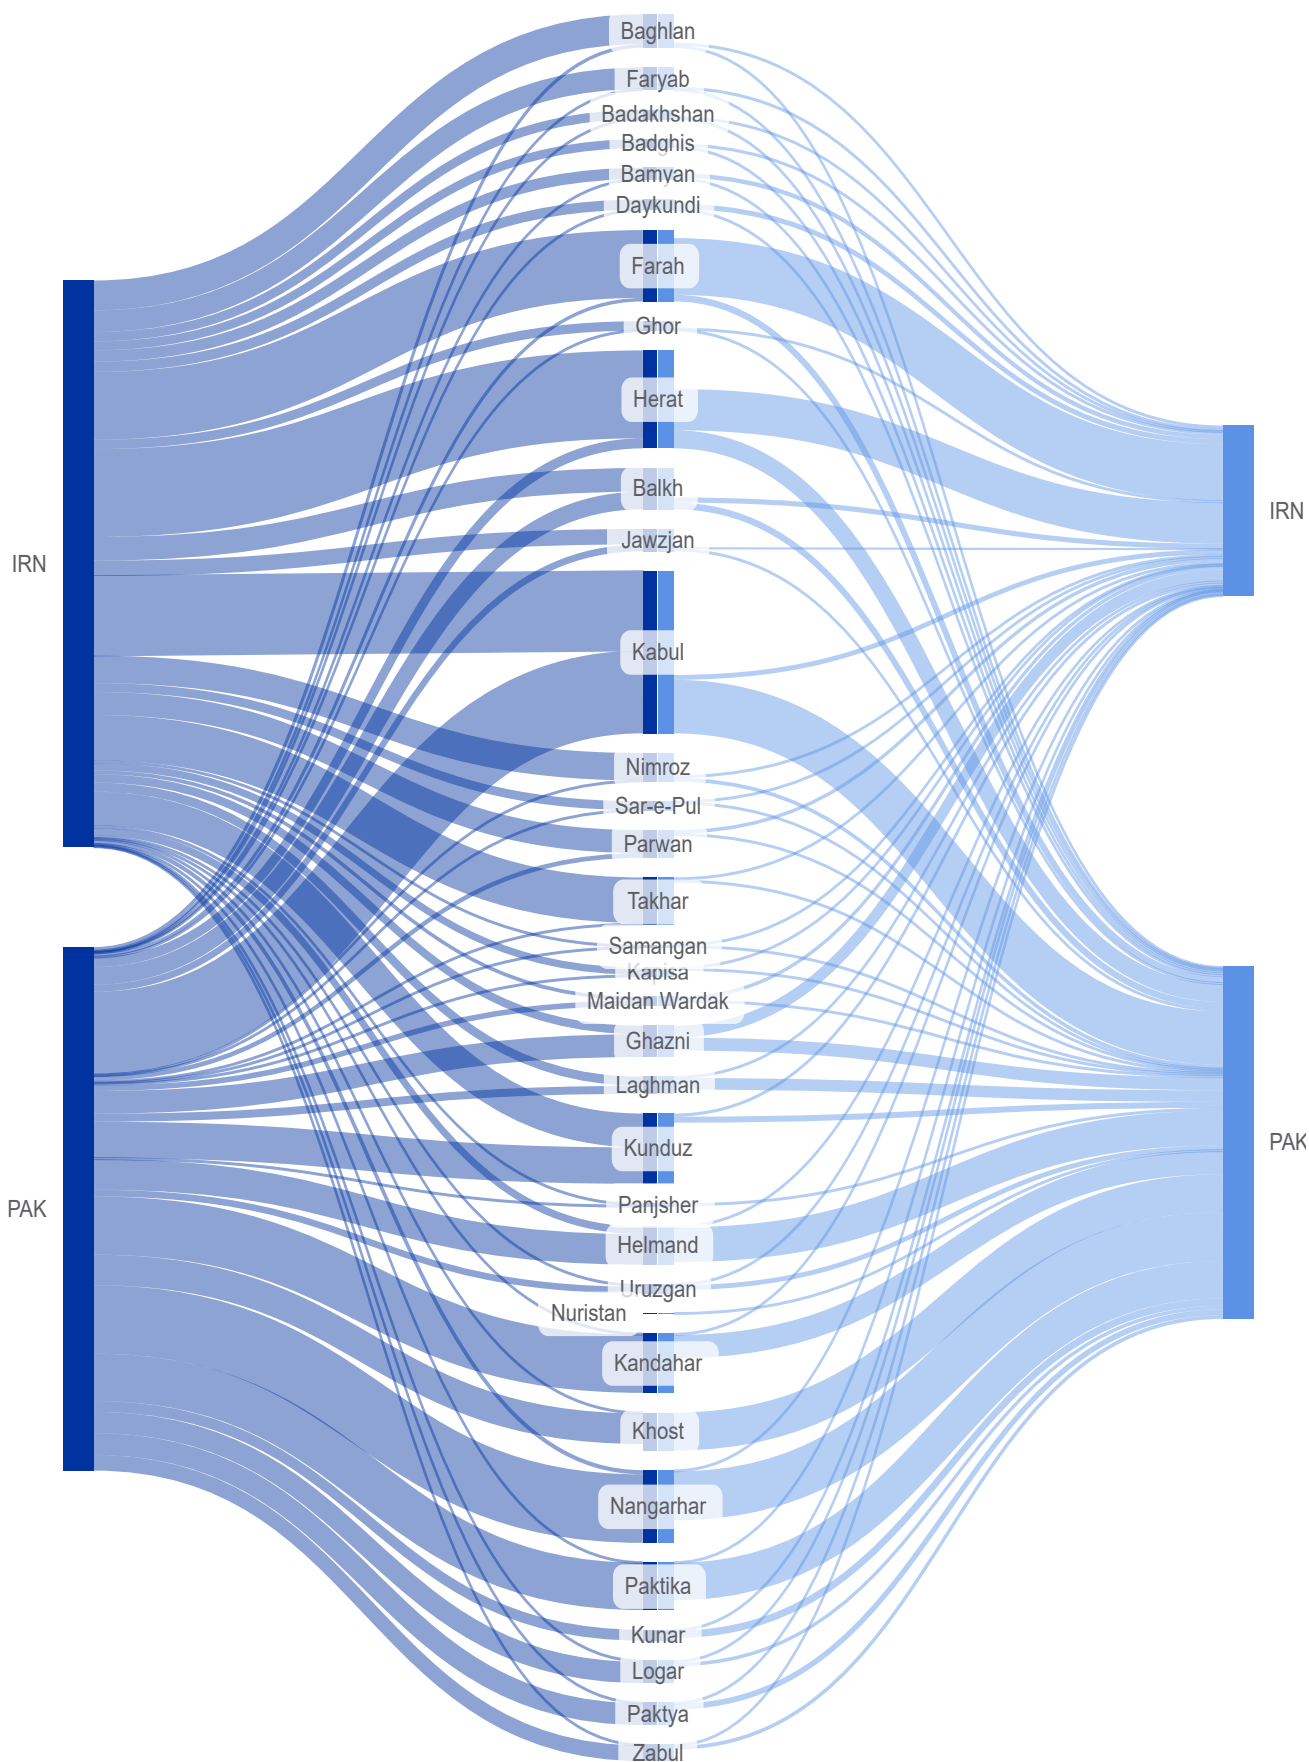 Baghlan
Faryab
Badakhshan
Badghis
Bamyan
Daykundi
Farah
Ghor
Herat
Balkh
IRN
Jawzjan
IRN
Kabul
Nimroz
Sar-e-Pul
Parwan
Takhar
Samangan
Kapisa
Maidan Wardak
Ghazni
Laghman
PAK
Kunduz
Panjsher
PAK
Helmand
Uruzgan
Nuristan
Kandahar
Khost
Nangarhar
Paktika
Kunar
Logar
Paktya
Zabul